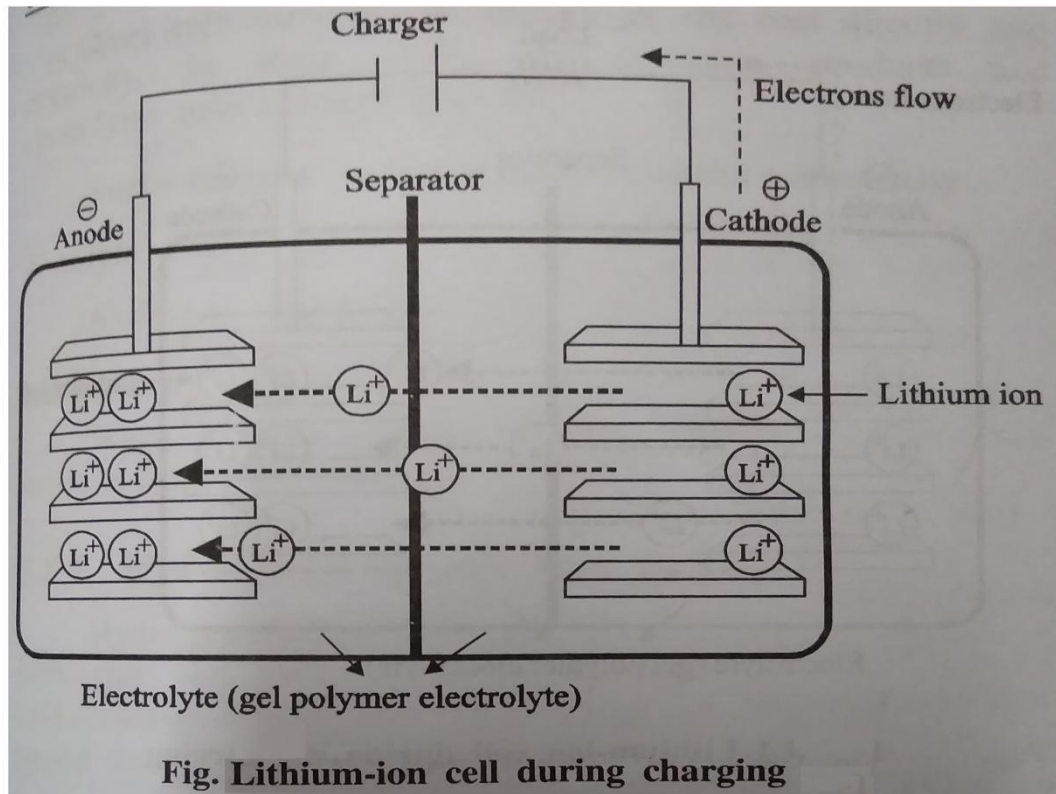 Charger
Electrons flow
Separator
⊖
Anode
⊕
Cathode
Li⁺ Li⁺ Li⁺ Li⁺ Lithium ion
Li⁺ Li⁺ Li⁺ Li⁺
Li⁺ Li⁺ Li⁺ Li⁺
Electrolyte (gel polymer electrolyte)
Fig. Lithium-ion cell during charging